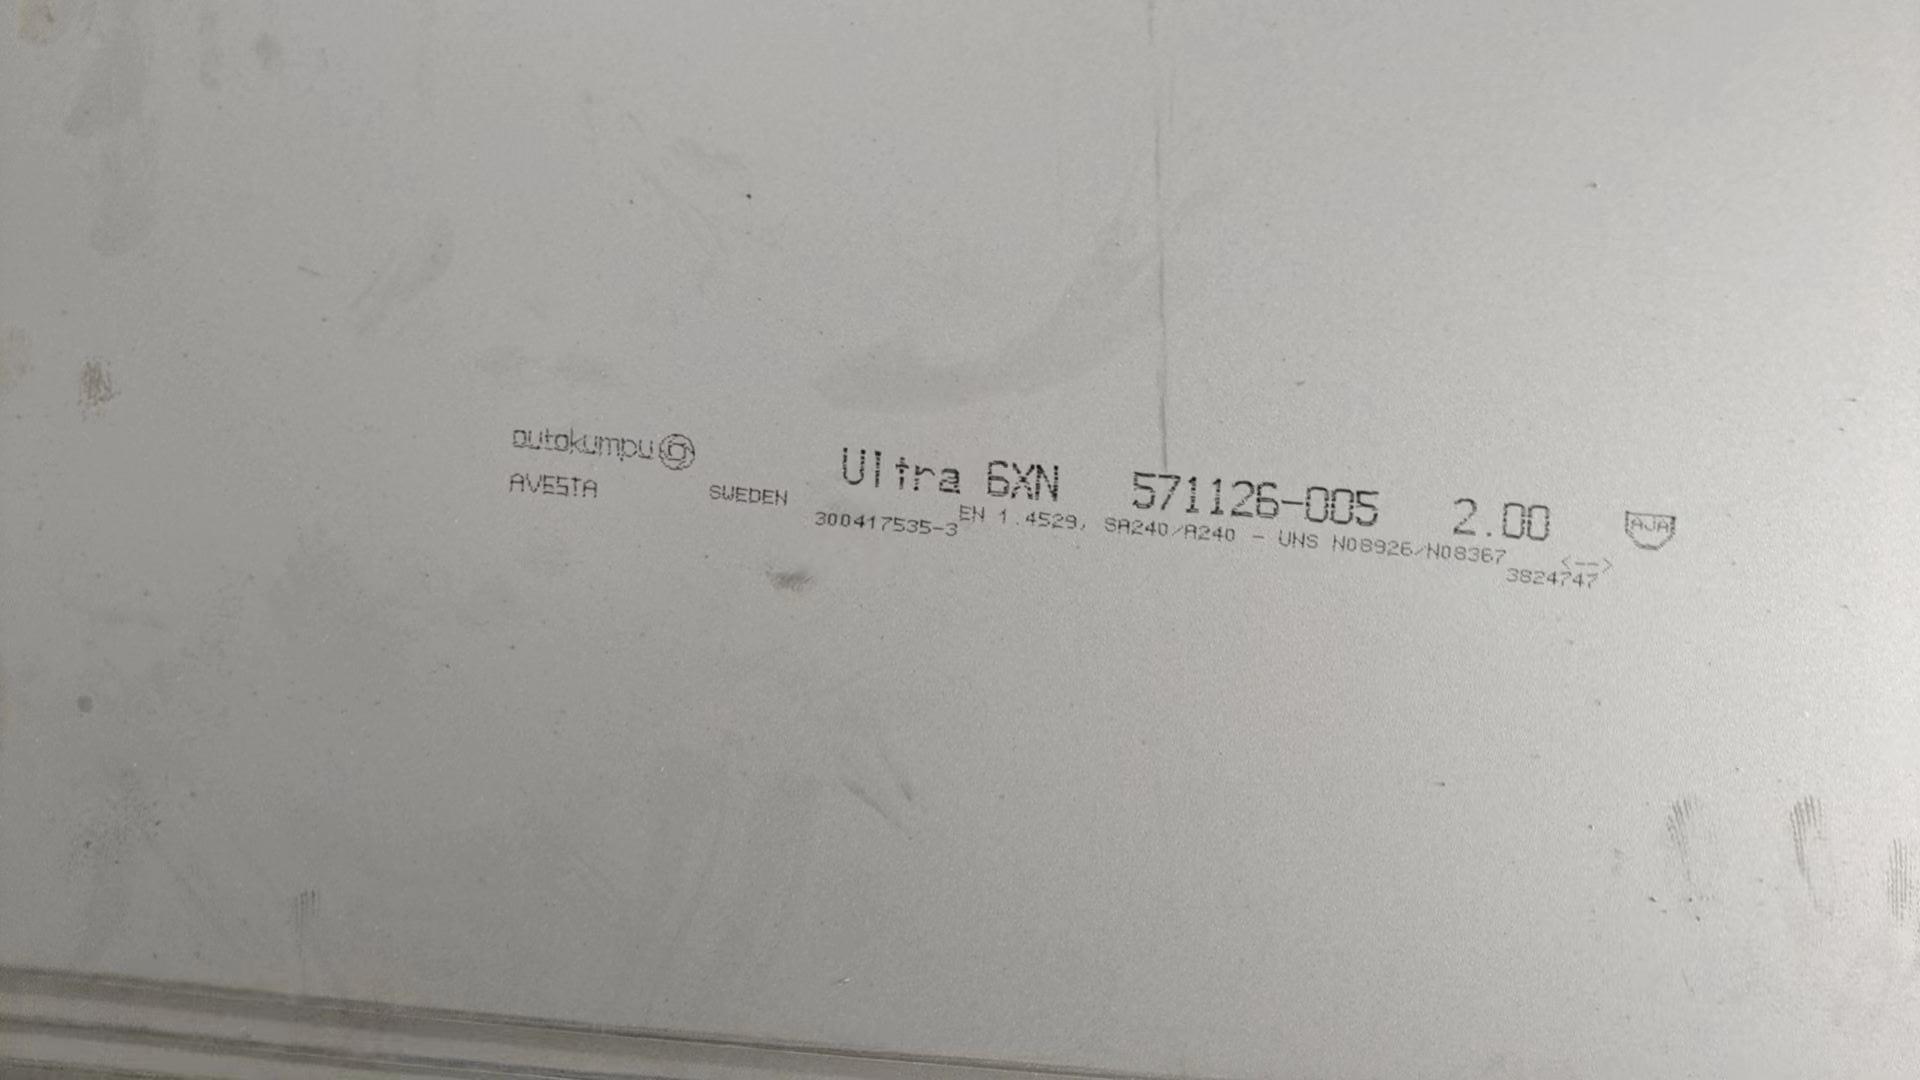 outokumpu
AVESTA SWEDEN
Ultra 6XN 571126-005 2.00 AJA
300417535-3 EN 1.4529, SA240/A240 - UNS N08926/N08367 <-->
3824747